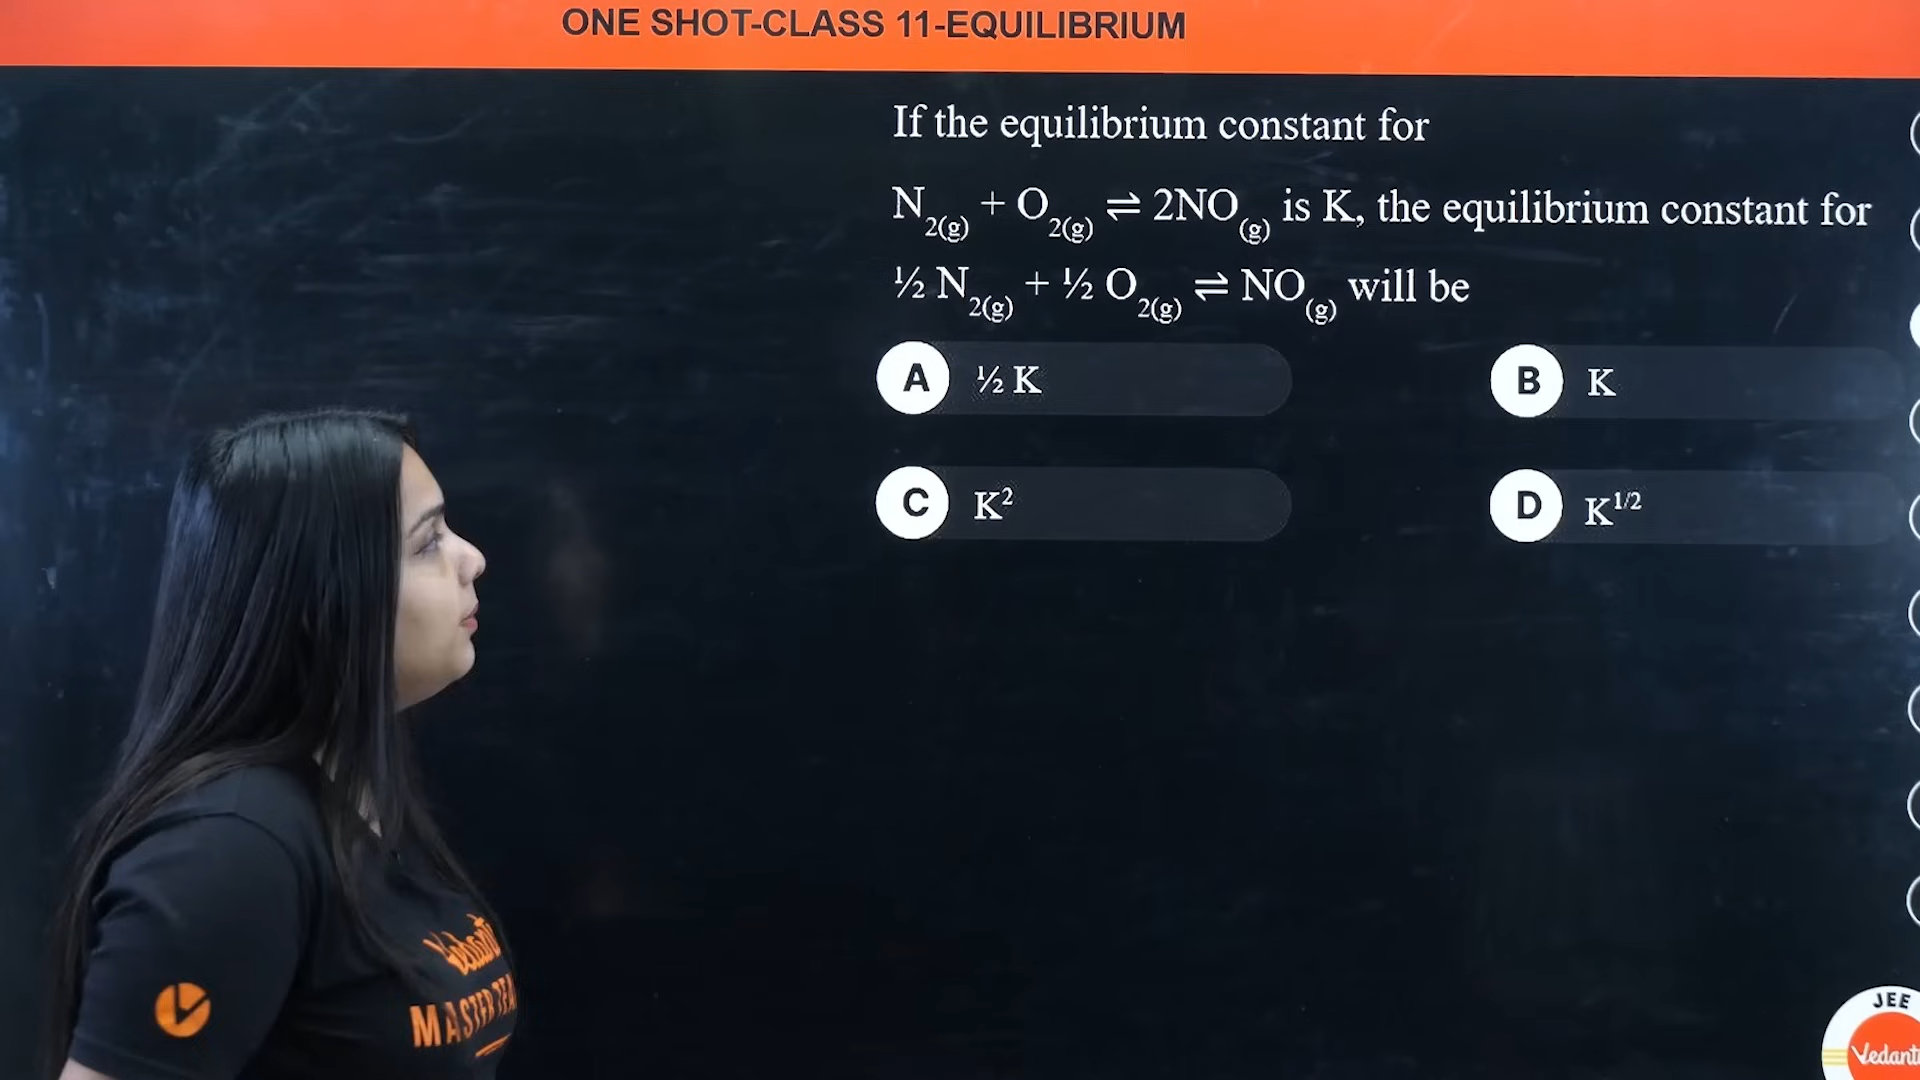 ONE SHOT-CLASS 11-EQUILIBRIUM
If the equilibrium constant for
N2(g) + O2(g) ⇌ 2NO(g) is K, the equilibrium constant for
½ N2(g) + ½ O2(g) ⇌ NO(g) will be
A ½ K
B K
C K²
D K^1/2
Vedantu
MASTER
JEE